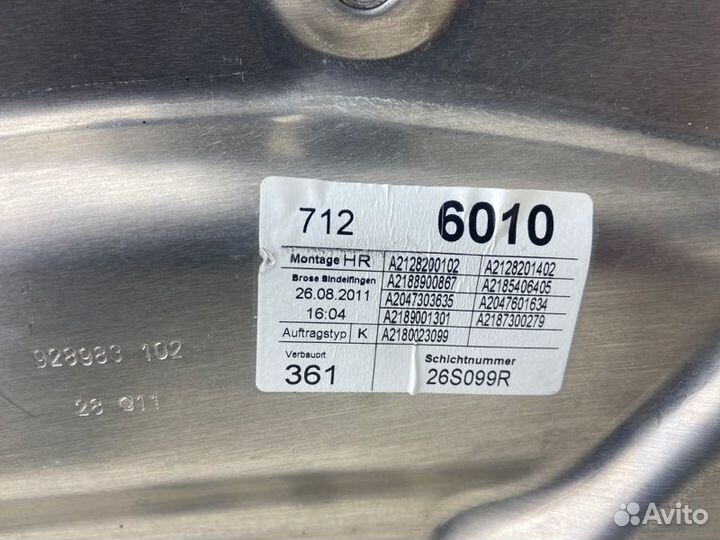 712 6010
Montage HR A2128200102 A2128201402
Brose Sindelfingen A2188900867 A2185406405
26.08.2011 A2047303635 A2047601634
16:04 A2189001301 A2187300279
Auftragstyp K A2180023099
Verbauort Schichtnummer
361 26S099R
928983 102
28 011
Avito